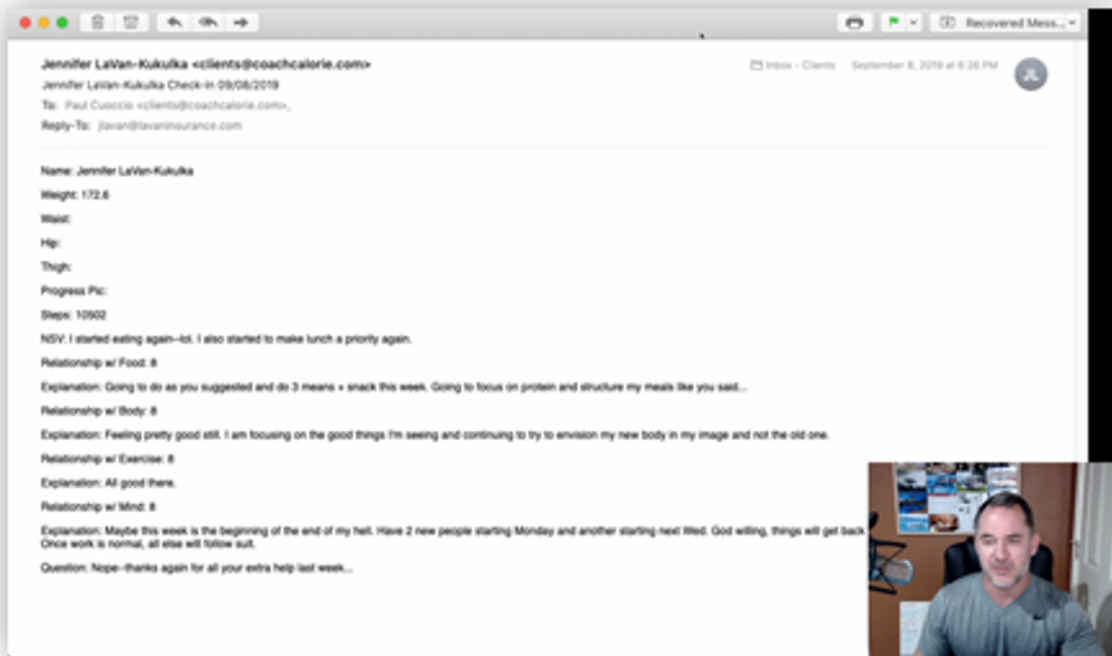 Recovered Mess...
Jennifer LaVan-Kukulka <clients@coachcalorie.com>
Inbox - Clients September 8, 2019 at 6:26 PM
JL
Jennifer LaVan-Kukulka Check-in 09/08/2019
To: Paul Cuoccio <clients@coachcalorie.com>,
Reply-To: jlavan@lavaninsurance.com
Name: Jennifer LaVan-Kukulka
Weight: 172.6
Waist:
Hip:
Thigh:
Progress Pic:
Steps: 10502
NSV: I started eating again--lol. I also started to make lunch a priority again.
Relationship w/ Food: 8
Explanation: Going to do as you suggested and do 3 means + snack this week. Going to focus on protein and structure my meals like you said...
Relationship w/ Body: 8
Explanation: Feeling pretty good still. I am focusing on the good things I'm seeing and continuing to try to envision my new body in my image and not the old one.
Relationship w/ Exercise: 8
Explanation: All good there.
Relationship w/ Mind: 8
Explanation: Maybe this week is the beginning of the end of my hell. Have 2 new people starting Monday and another starting next Wed. God willing, things will get back
Once work is normal, all else will follow suit.
Question: Nope--thanks again for all your extra help last week...